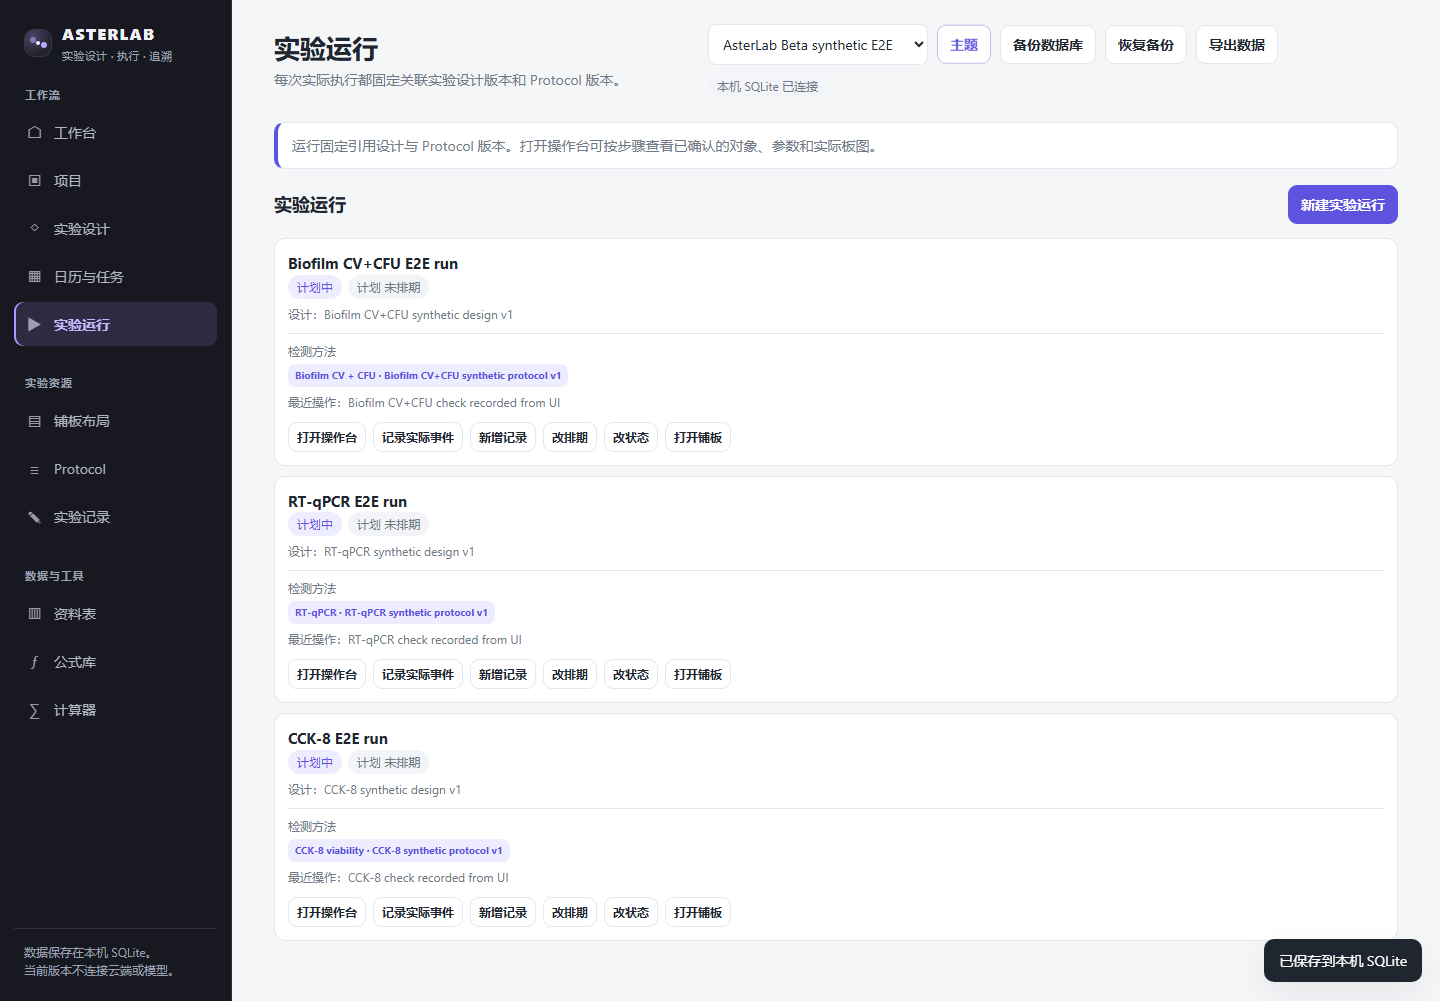 ASTERLAB
实验设计 · 执行 · 追溯
工作流
工作台
项目
实验设计
日历与任务
实验运行
实验资源
铺板布局
Protocol
实验记录
数据与工具
资料表
公式库
计算器
数据保存在本机 SQLite。
当前版本不连接云端或模型。
实验运行
每次实际执行都固定关联实验设计版本和 Protocol 版本。
AsterLab Beta synthetic E2E
主题
备份数据库
恢复备份
导出数据
本机 SQLite 已连接
运行固定引用设计与 Protocol 版本。打开操作台可按步骤查看已确认的对象、参数和实际板图。
实验运行
新建实验运行
Biofilm CV+CFU E2E run
计划中 计划 未排期
设计：Biofilm CV+CFU synthetic design v1
检测方法
Biofilm CV + CFU · Biofilm CV+CFU synthetic protocol v1
最近操作：Biofilm CV+CFU check recorded from UI
打开操作台 记录实际事件 新增记录 改排期 改状态 打开铺板
RT-qPCR E2E run
计划中 计划 未排期
设计：RT-qPCR synthetic design v1
检测方法
RT-qPCR · RT-qPCR synthetic protocol v1
最近操作：RT-qPCR check recorded from UI
打开操作台 记录实际事件 新增记录 改排期 改状态 打开铺板
CCK-8 E2E run
计划中 计划 未排期
设计：CCK-8 synthetic design v1
检测方法
CCK-8 viability · CCK-8 synthetic protocol v1
最近操作：CCK-8 check recorded from UI
打开操作台 记录实际事件 新增记录 改排期 改状态 打开铺板
已保存到本机 SQLite